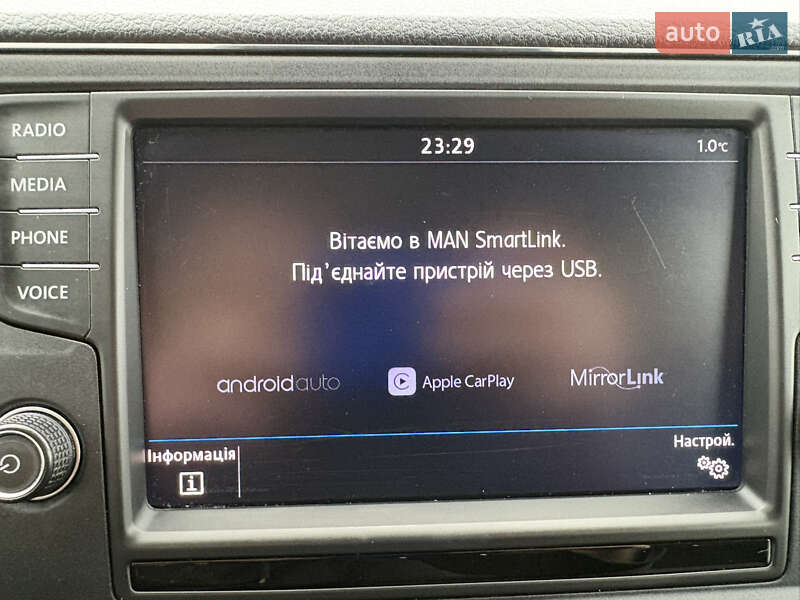 auto RIA
RADIO
MEDIA
PHONE
VOICE
23:29
1.0°C
Вітаємо в MAN SmartLink.
Під’єднайте пристрій через USB.
androidauto
Apple CarPlay
MirrorLink
Інформація
Настрой.